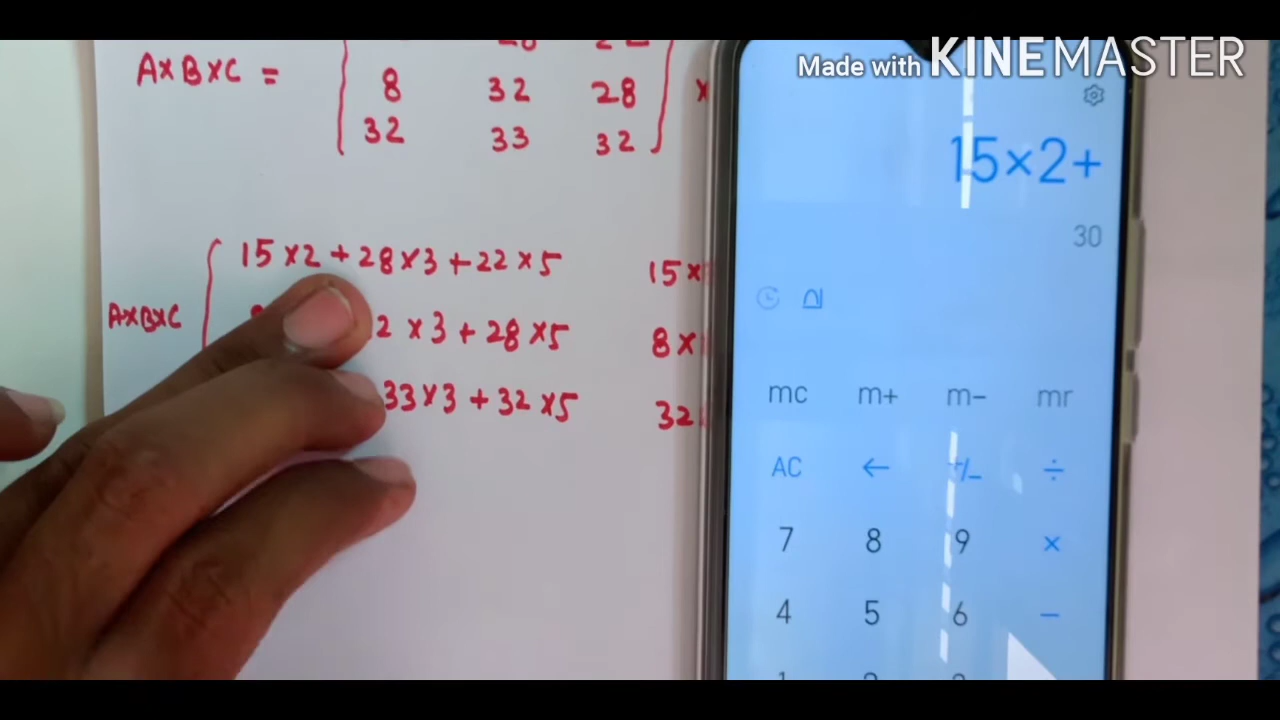 Made with KINEMASTER
A×B×C =
8 32 28 ×
32 33 32
15×2 + 28×3 + 22×5 15×
A×B×C
2 ×3 + 28×5 8×
33×3 + 32×5 32
15×2+
30
mc m+ m− mr
AC ← +/− ÷
7 8 9 ×
4 5 6 −